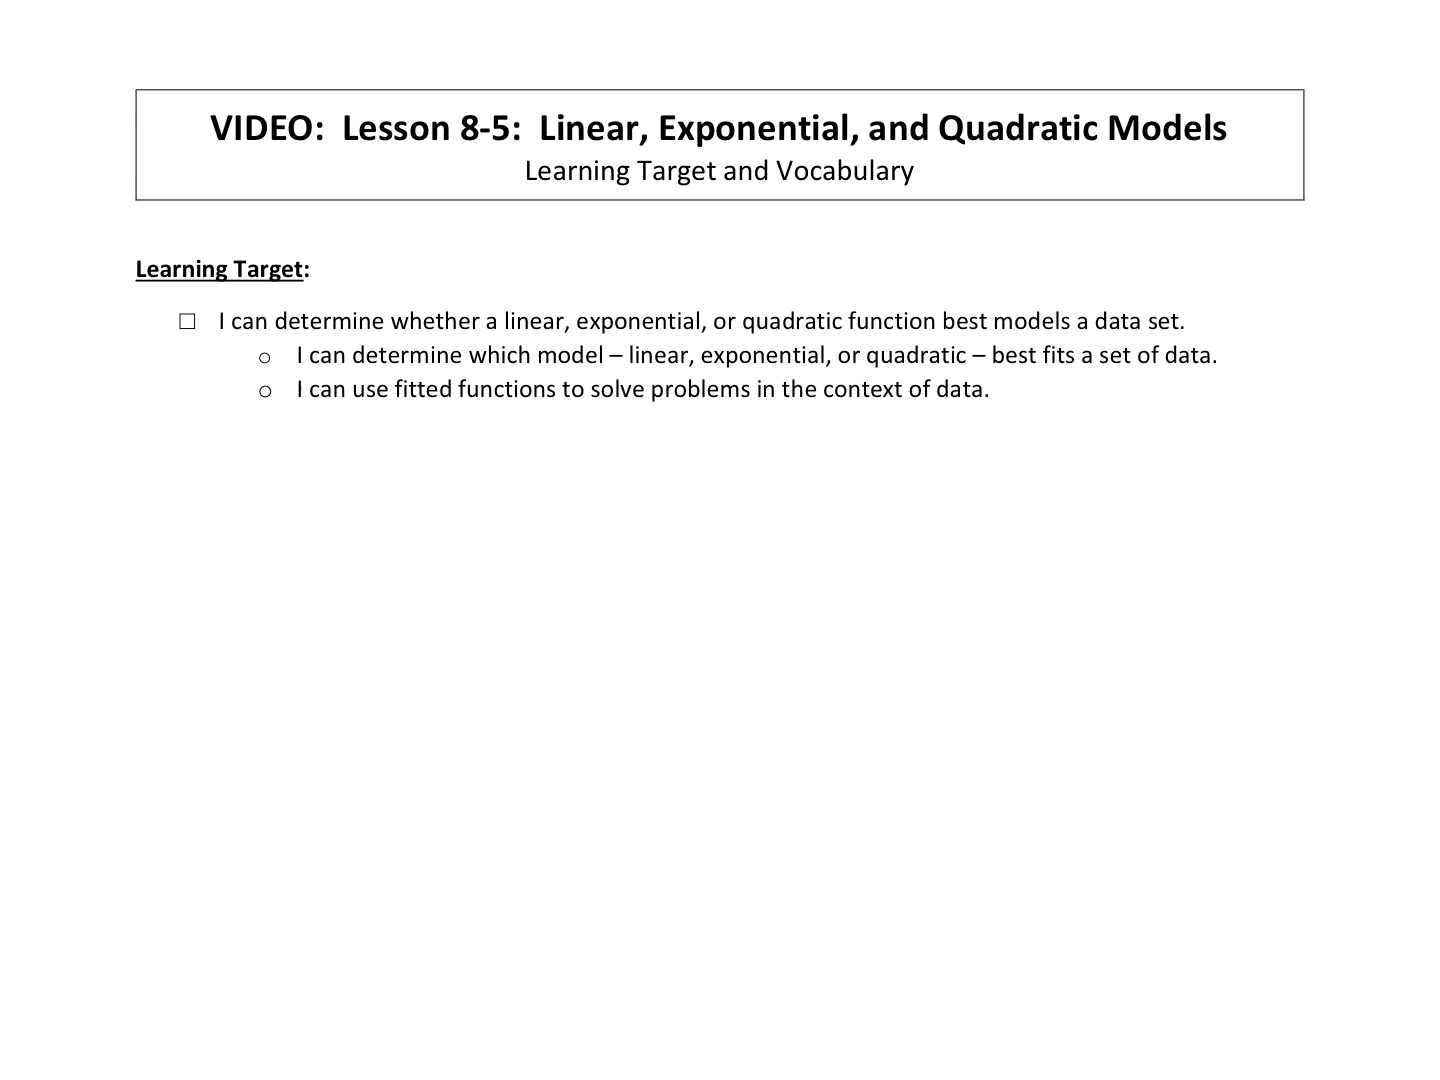 VIDEO:  Lesson 8-5:  Linear, Exponential, and Quadratic Models
Learning Target and Vocabulary
Learning Target:
□ I can determine whether a linear, exponential, or quadratic function best models a data set.
o I can determine which model – linear, exponential, or quadratic – best fits a set of data.
o I can use fitted functions to solve problems in the context of data.